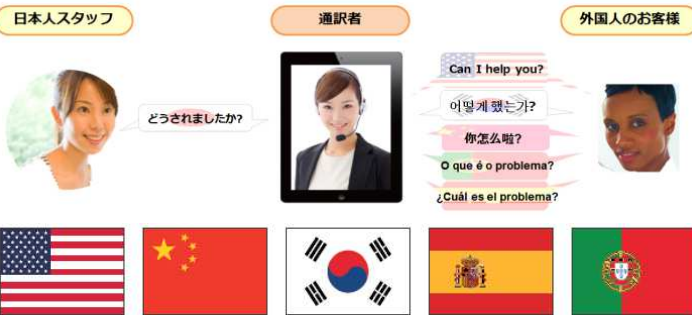 日本人スタッフ
通訳者
外国人のお客様
どうされましたか?
Can I help you?
어떻게 했는가?
你怎么啦?
O que é o problema?
¿Cuál es el problema?